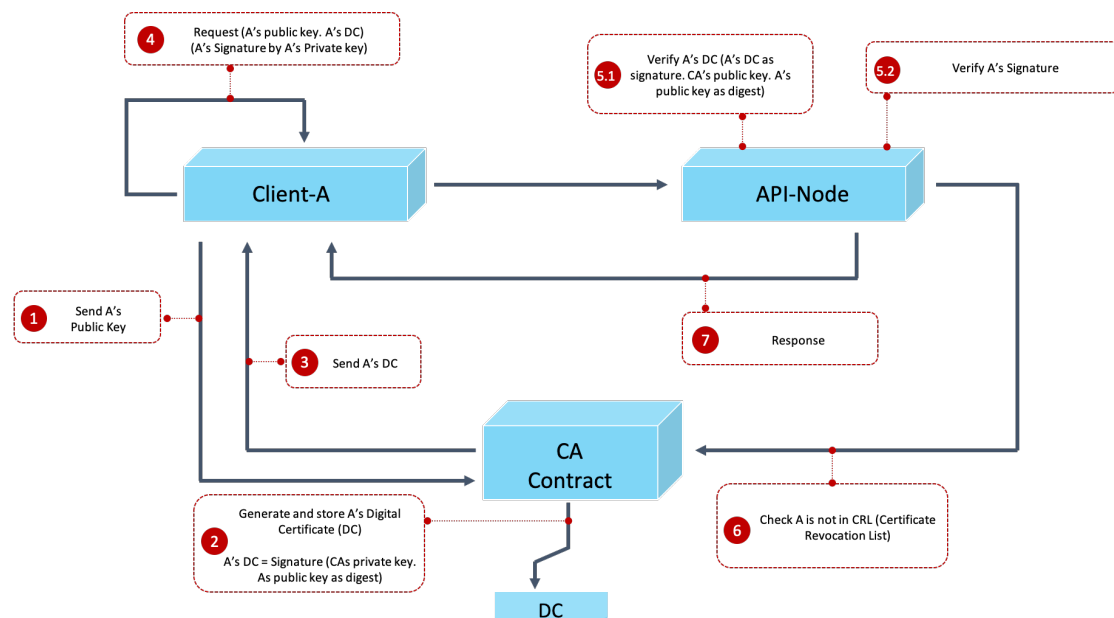 4
Request (A's public key. A's DC)
(A's Signature by A's Private key)
5.1
Verify A's DC (A's DC as
signature. CA's public key. A's
public key as digest)
5.2
Verify A's Signature
Client-A
API-Node
1
Send A's
Public Key
3
Send A's DC
7
Response
CA
Contract
2
Generate and store A's Digital
Certificate (DC)
A's DC = Signature (CAs private key.
As public key as digest)
6
Check A is not in CRL (Certificate
Revocation List)
DC